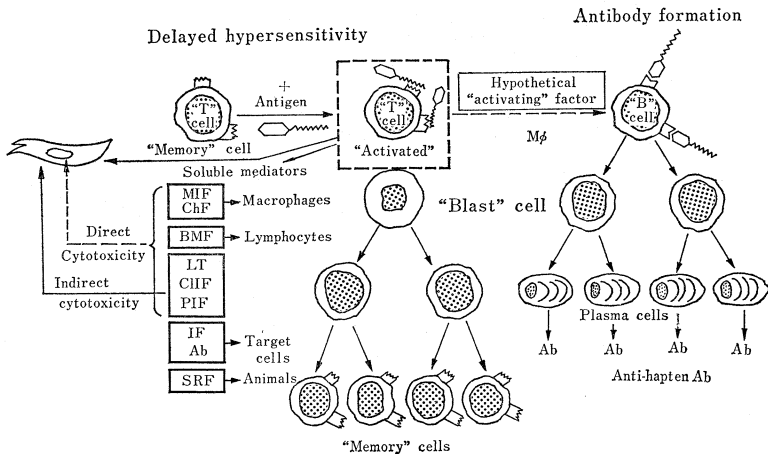 Antibody formation
Delayed hypersensitivity
"T"
cell
"Memory" cell
+
Antigen
"T"
cell
"Activated"
Hypothetical
"activating" factor
Mϕ
"B"
cell
Soluble mediators
MIF
ChF
Macrophages
BMF
Lymphocytes
LT
ClIF
PIF
IF
Ab
Target
cells
SRF
Animals
Direct
Cytotoxicity
Indirect
cytotoxicity
"Blast" cell
"Memory" cells
Plasma cells
Ab Ab Ab Ab
Anti-hapten Ab